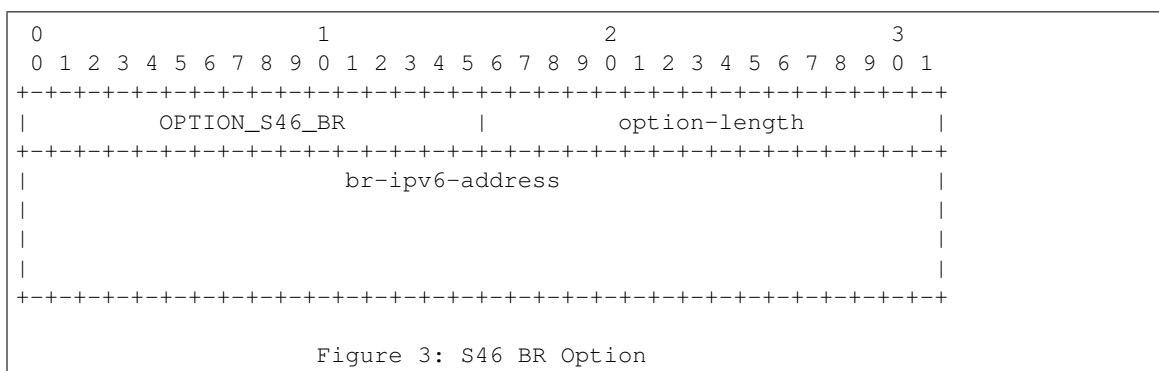 0                   1                   2                   3
0 1 2 3 4 5 6 7 8 9 0 1 2 3 4 5 6 7 8 9 0 1 2 3 4 5 6 7 8 9 0 1
+-+-+-+-+-+-+-+-+-+-+-+-+-+-+-+-+-+-+-+-+-+-+-+-+-+-+-+-+-+-+-+-+
|         OPTION_S46_BR         |         option-length         |
+-+-+-+-+-+-+-+-+-+-+-+-+-+-+-+-+-+-+-+-+-+-+-+-+-+-+-+-+-+-+-+-+
|                      br-ipv6-address                          |
|                                                               |
|                                                               |
|                                                               |
+-+-+-+-+-+-+-+-+-+-+-+-+-+-+-+-+-+-+-+-+-+-+-+-+-+-+-+-+-+-+-+-+
Figure 3: S46 BR Option